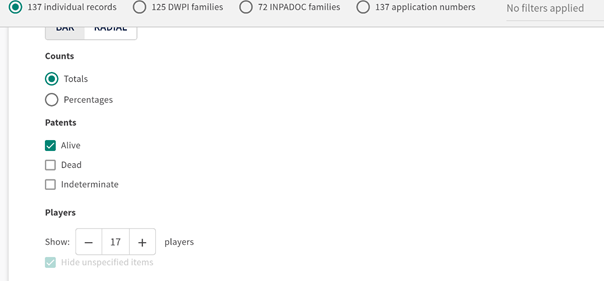 137 individual records 125 DWPI families 72 INPADOC families 137 application numbers No filters applied
BAR RADIAL
Counts
Totals
Percentages
Patents
Alive
Dead
Indeterminate
Players
Show: − 17 + players
Hide unspecified items